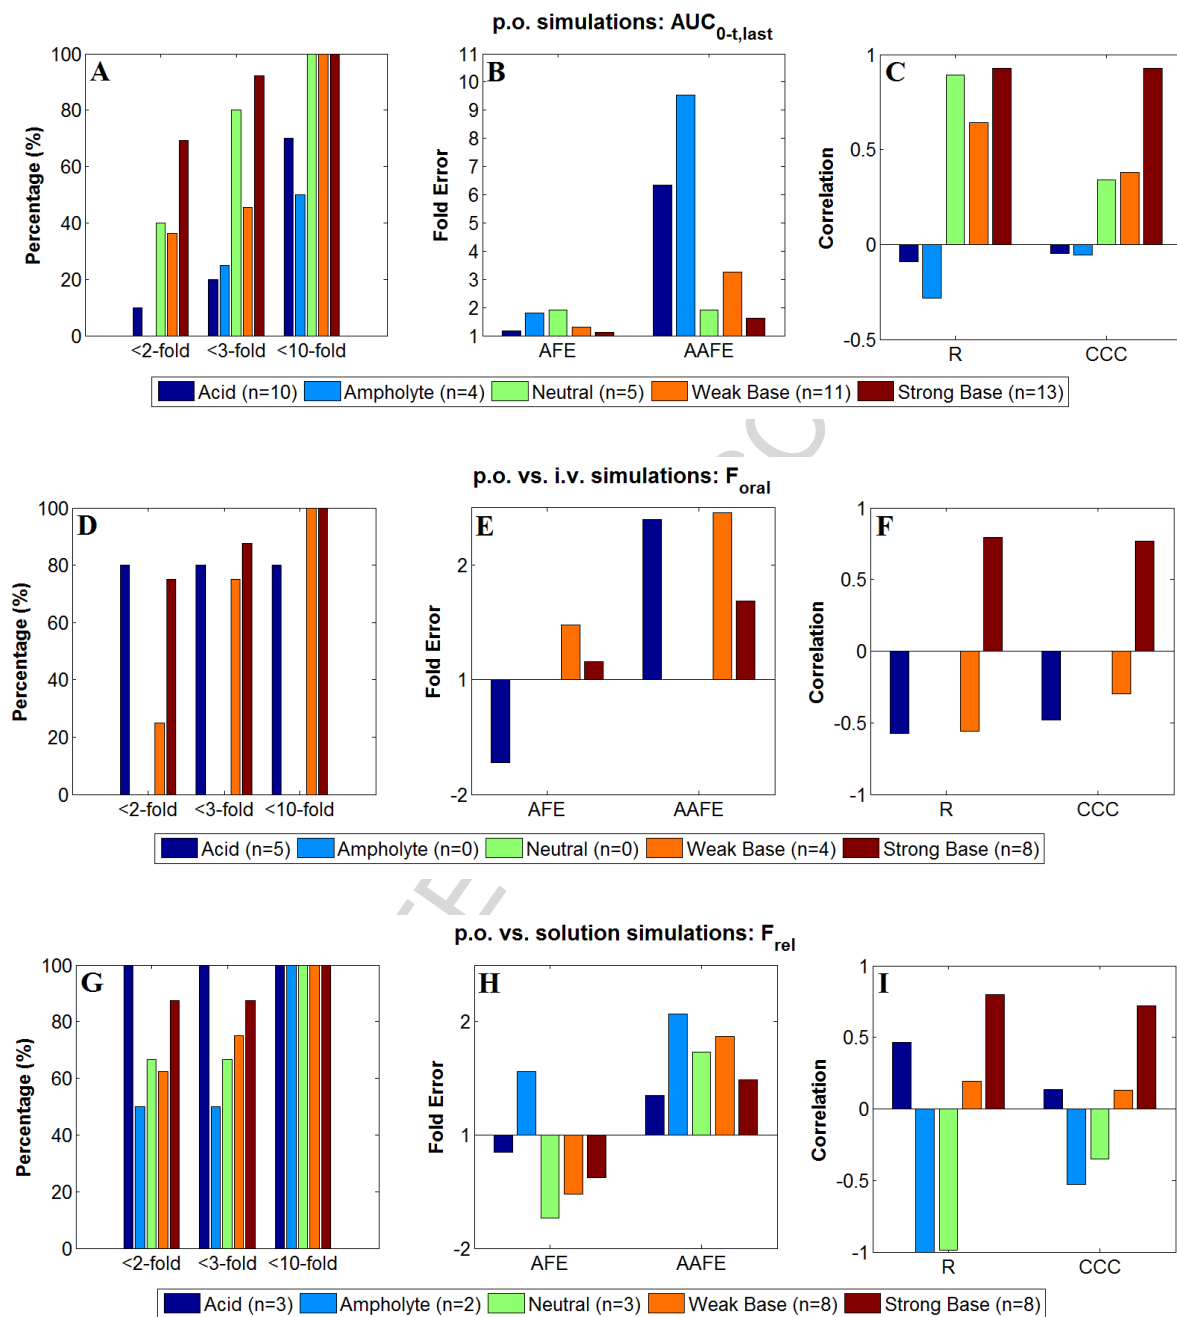 p.o. simulations: AUC0-t,last
A
Percentage (%)
100
80
60
40
20
0
<2-fold <3-fold <10-fold
B
Fold Error
11
10
9
8
7
6
5
4
3
2
1
AFE AAFE
C
Correlation
1
0.5
0
-0.5
R CCC
Acid (n=10) Ampholyte (n=4) Neutral (n=5) Weak Base (n=11) Strong Base (n=13)
p.o. vs. i.v. simulations: Foral
D
Percentage (%)
100
80
60
40
20
0
<2-fold <3-fold <10-fold
E
Fold Error
2
1
-2
AFE AAFE
F
Correlation
1
0.5
0
-0.5
-1
R CCC
Acid (n=5) Ampholyte (n=0) Neutral (n=0) Weak Base (n=4) Strong Base (n=8)
p.o. vs. solution simulations: Frel
G
Percentage (%)
100
80
60
40
20
0
<2-fold <3-fold <10-fold
H
Fold Error
2
1
-2
AFE AAFE
I
Correlation
1
0.5
0
-0.5
-1
R CCC
Acid (n=3) Ampholyte (n=2) Neutral (n=3) Weak Base (n=8) Strong Base (n=8)